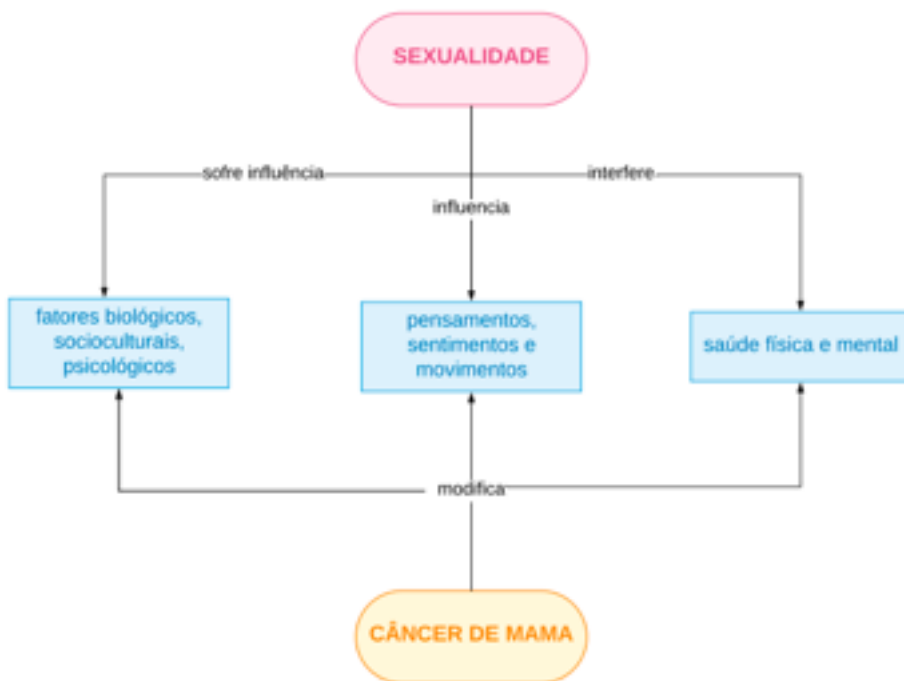 SEXUALIDADE
sofre influência
interfere
influencia
fatores biológicos,
socioculturais,
psicológicos
pensamentos,
sentimentos e
movimentos
saúde física e mental
modifica
CÂNCER DE MAMA